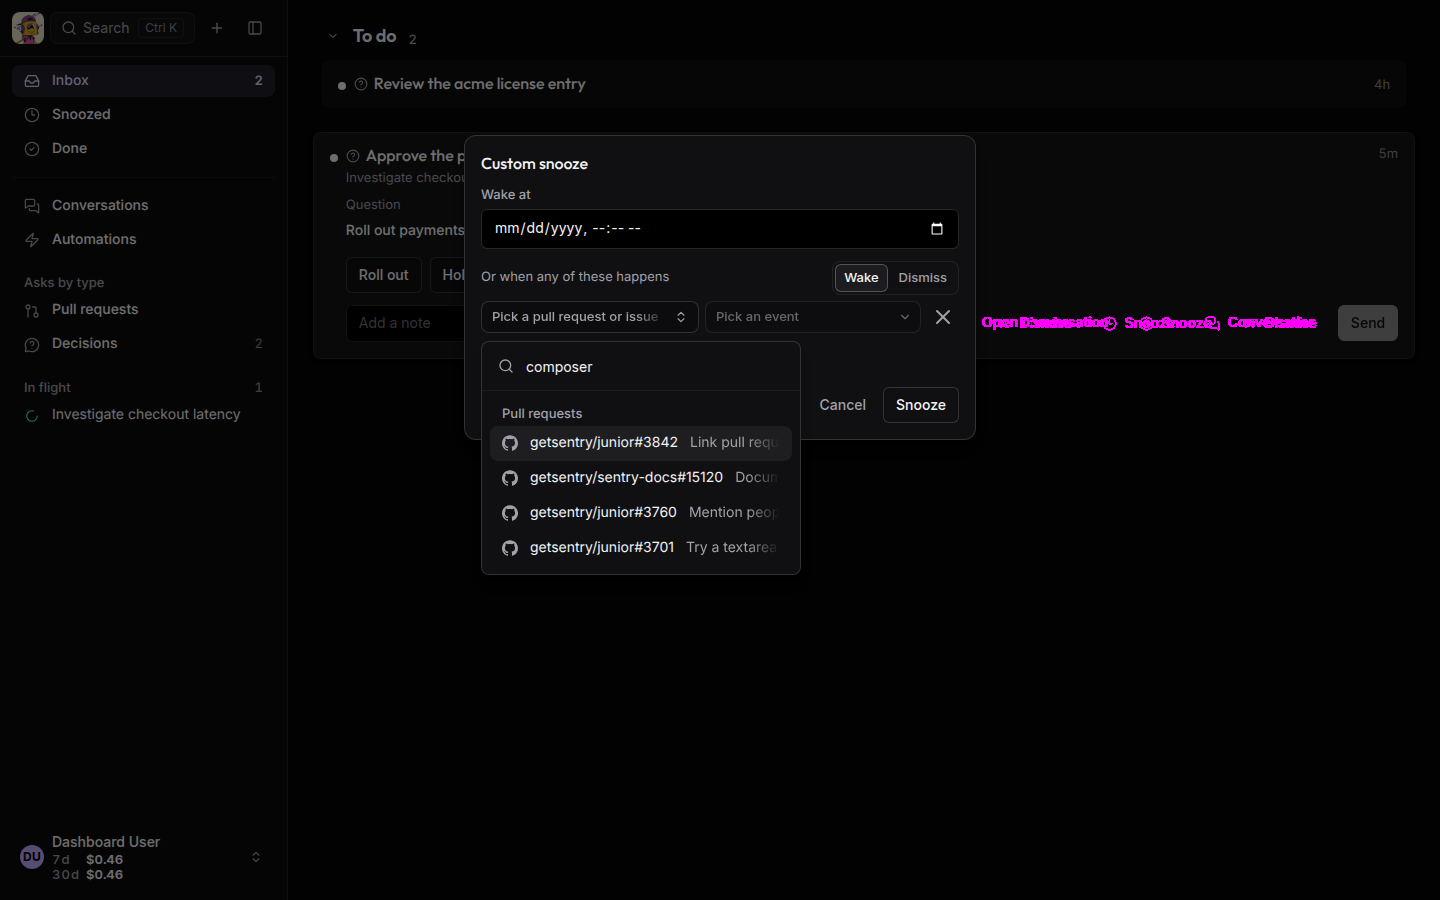 Search Ctrl K
Inbox 2
Snoozed
Done
Conversations
Automations
Asks by type
Pull requests
Decisions 2
In flight 1
Investigate checkout latency
DU Dashboard User
7d $0.46
30d $0.46
To do 2
Review the acme license entry 4h
Approve the p 5m
Investigate checkou
Question
Roll out payments
Roll out Hol
Add a note
Send
Custom snooze
Wake at
mm/dd/yyyy, --:-- --
Or when any of these happens Wake Dismiss
Pick a pull request or issue Pick an event
composer
Pull requests
getsentry/junior#3842 Link pull requ
getsentry/sentry-docs#15120 Docum
getsentry/junior#3760 Mention peop
getsentry/junior#3701 Try a textarea
Cancel Snooze